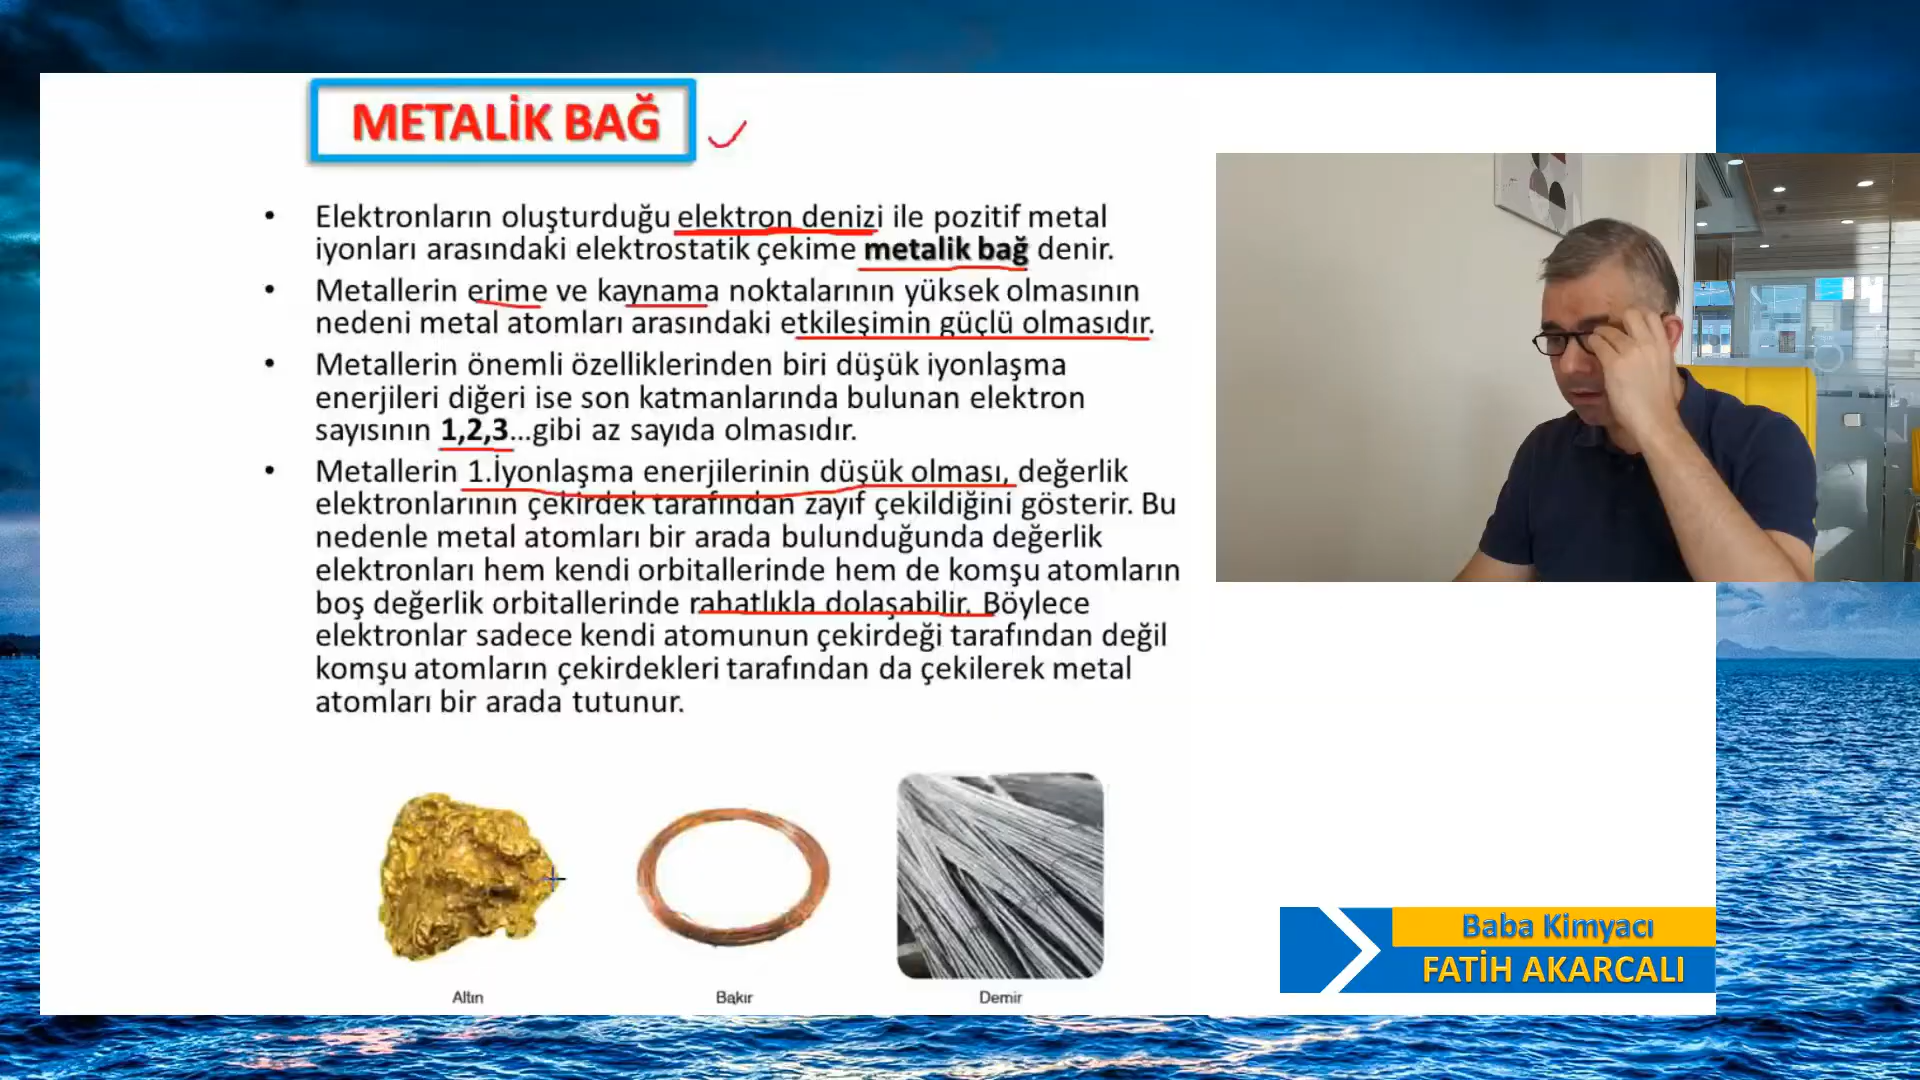 METALİK BAĞ
• Elektronların oluşturduğu elektron denizi ile pozitif metal
iyonları arasındaki elektrostatik çekime metalik bağ denir.
• Metallerin erime ve kaynama noktalarının yüksek olmasının
nedeni metal atomları arasındaki etkileşimin güçlü olmasıdır.
• Metallerin önemli özelliklerinden biri düşük iyonlaşma
enerjileri diğeri ise son katmanlarında bulunan elektron
sayısının 1,2,3...gibi az sayıda olmasıdır.
• Metallerin 1.İyonlaşma enerjilerinin düşük olması, değerlik
elektronlarının çekirdek tarafından zayıf çekildiğini gösterir. Bu
nedenle metal atomları bir arada bulunduğunda değerlik
elektronları hem kendi orbitallerinde hem de komşu atomların
boş değerlik orbitallerinde rahatlıkla dolaşabilir. Böylece
elektronlar sadece kendi atomunun çekirdeği tarafından değil
komşu atomların çekirdekleri tarafından da çekilerek metal
atomları bir arada tutunur.
Altın
Bakır
Demir
Baba Kimyacı
FATİH AKARCALI